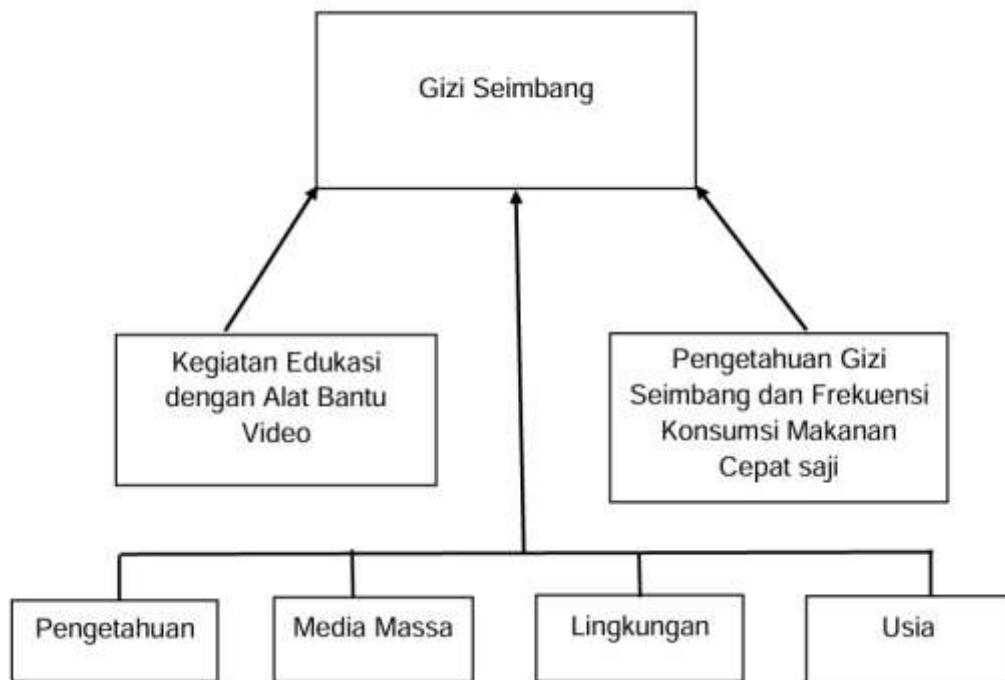 Gizi Seimbang
Kegiatan Edukasi
dengan Alat Bantu
Video
Pengetahuan Gizi
Seimbang dan Frekuensi
Konsumsi Makanan
Cepat saji
Pengetahuan
Media Massa
Lingkungan
Usia